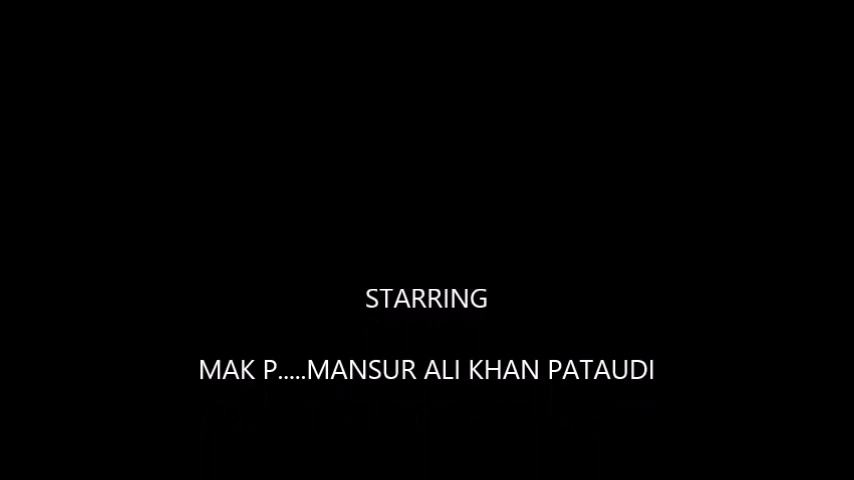 STARRING
MAK P.....MANSUR ALI KHAN PATAUDI